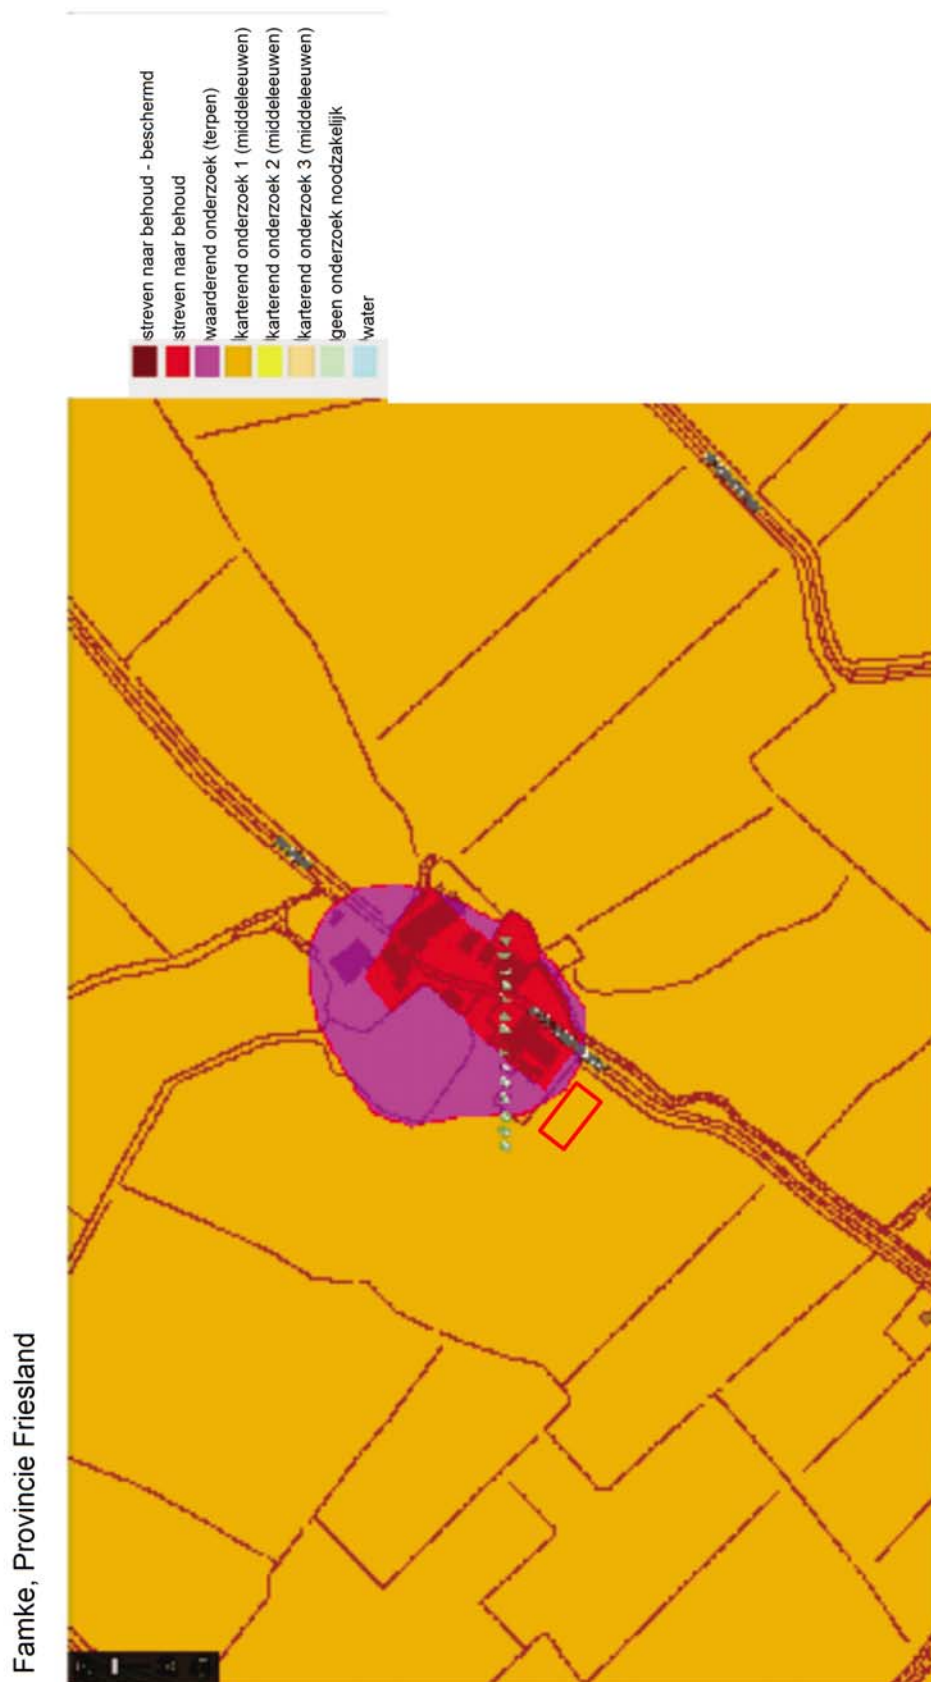 Famke, Provincie Friesland
streven naar behoud - beschermd
streven naar behoud
waarderend onderzoek (terpen)
karterend onderzoek 1 (middeleeuwen)
karterend onderzoek 2 (middeleeuwen)
karterend onderzoek 3 (middeleeuwen)
geen onderzoek noodzakelijk
water